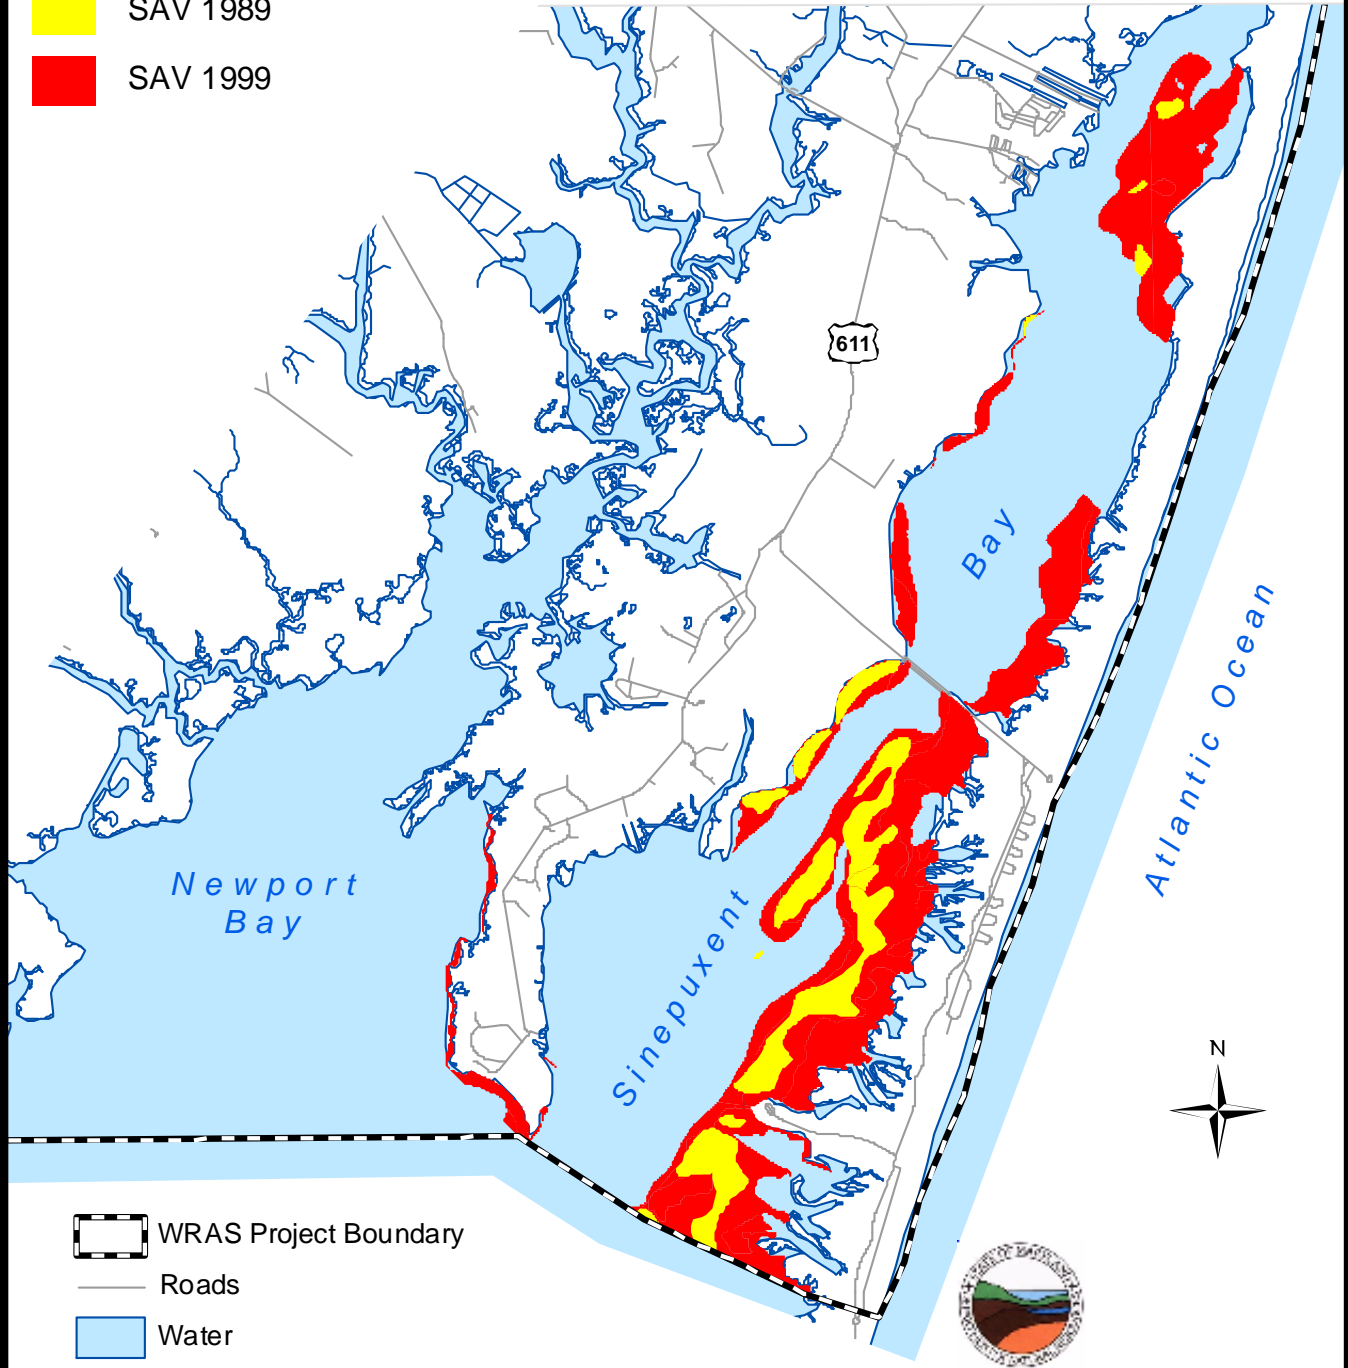 SAV 1989
SAV 1999
611
Bay
Atlantic Ocean
Newport
Bay
Sinepuxent
N
WRAS Project Boundary
Roads
Water